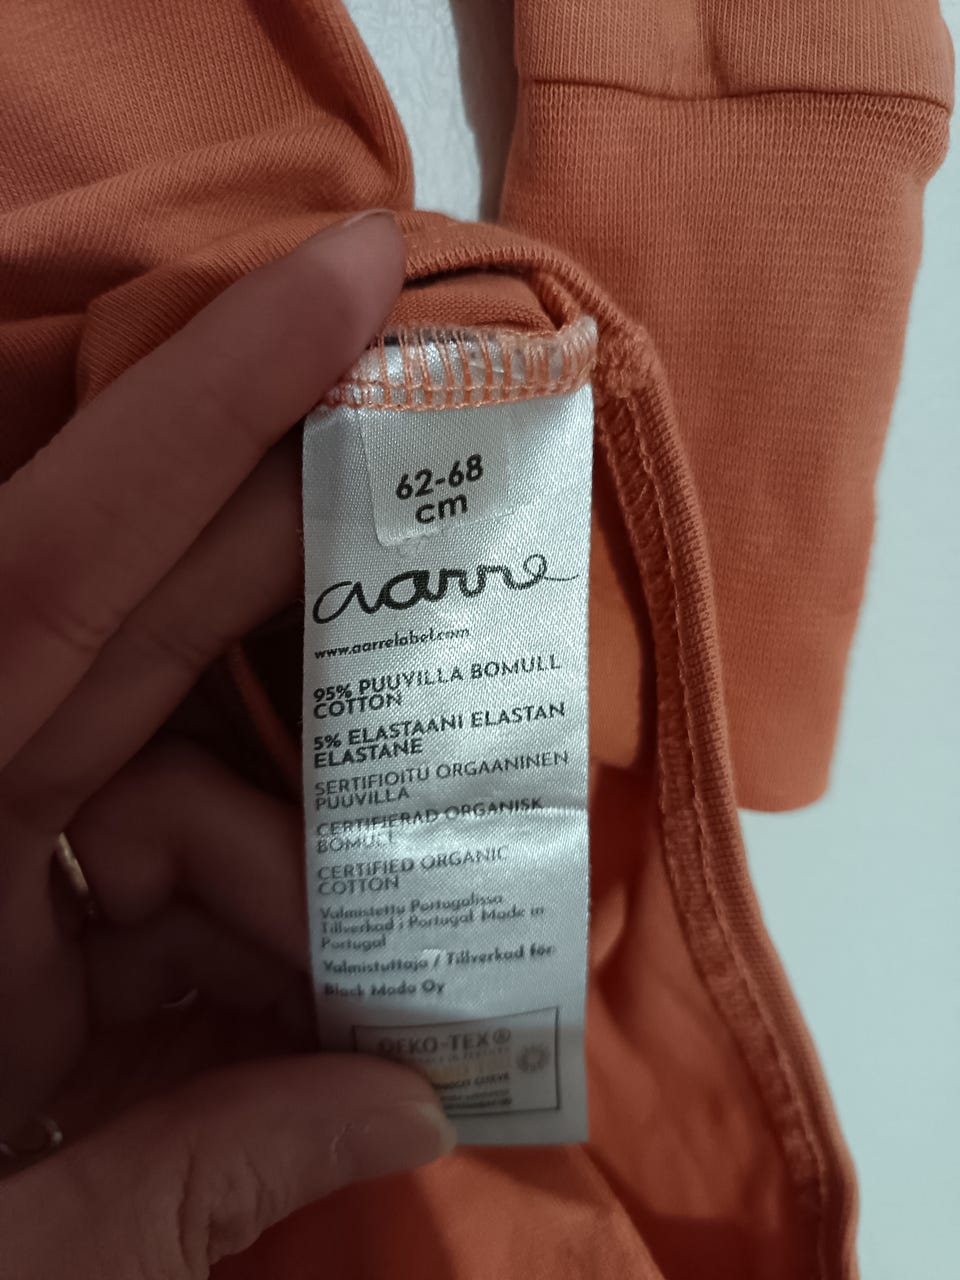 62-68
cm
aarre
www.aarrelabel.com
95% PUUVILLA BOMULL
COTTON
5% ELASTAANI ELASTAN
ELASTANE
SERTIFIOITU ORGAANINEN
PUUVILLA
CERTIFIERAD ORGANISK
BOMULL
CERTIFIED ORGANIC
COTTON
Valmistettu Portugalissa
Tillverkad i Portugal Made in
Portugal
Valmistuttaja / Tillverkad för:
Black Moda Oy
OEKO-TEX®